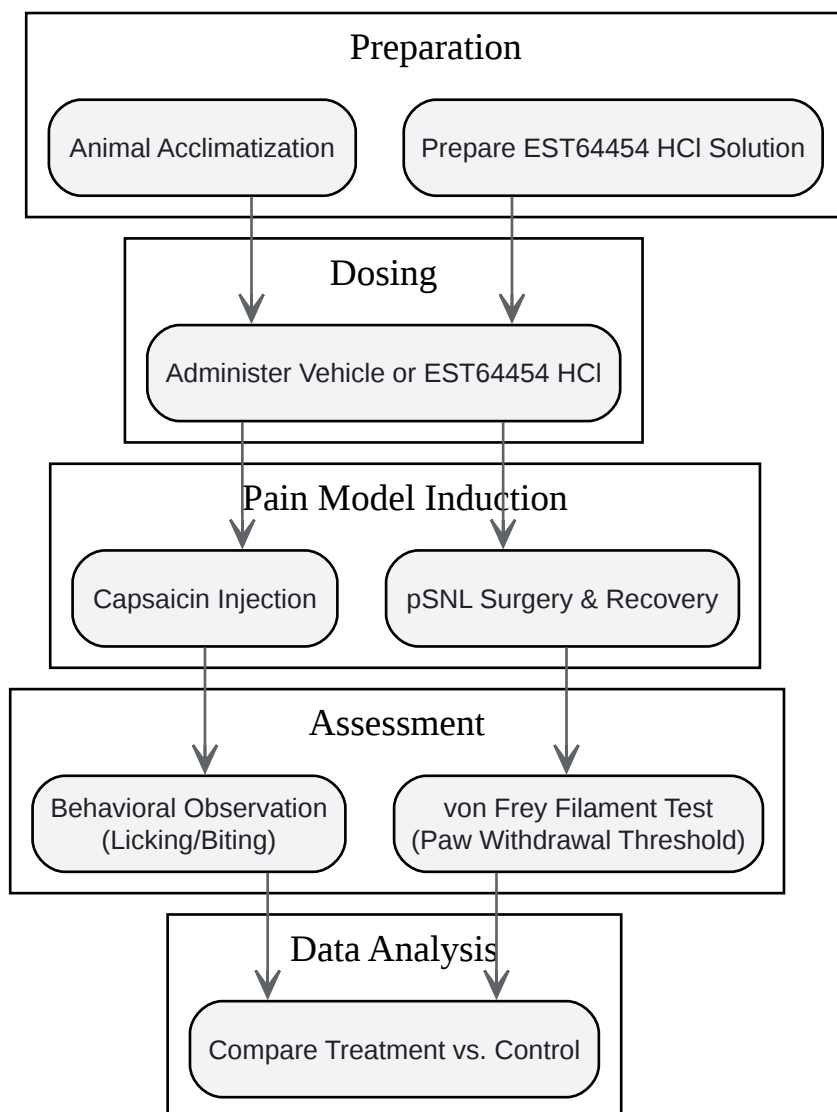 Preparation
Animal Acclimatization
Prepare EST64454 HCl Solution
Dosing
Administer Vehicle or EST64454 HCl
Pain Model Induction
Capsaicin Injection
pSNL Surgery & Recovery
Assessment
Behavioral Observation
(Licking/Biting)
von Frey Filament Test
(Paw Withdrawal Threshold)
Data Analysis
Compare Treatment vs. Control